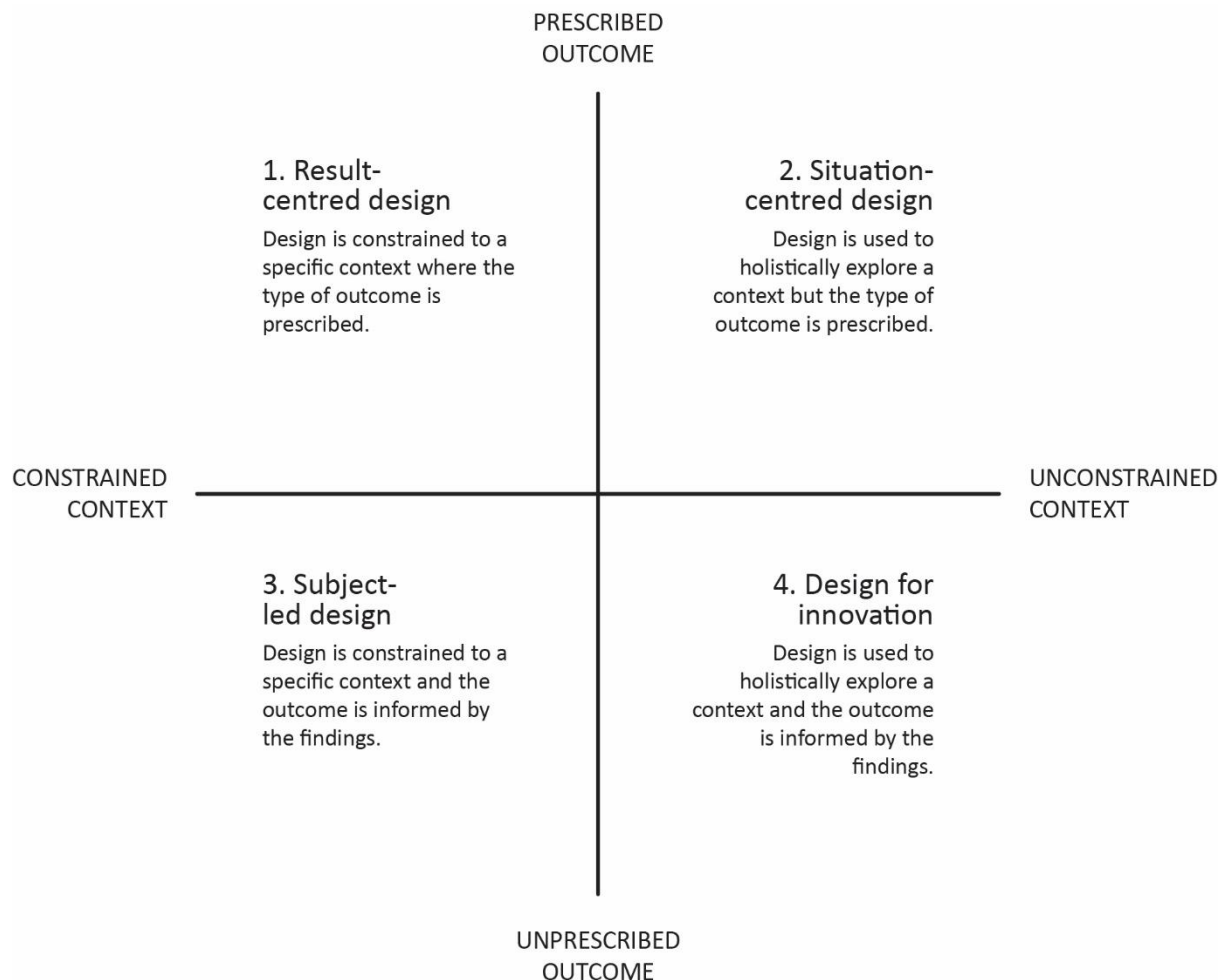 PRESCRIBED
OUTCOME
1. Result-
centred design
Design is constrained to a
specific context where the
type of outcome is
prescribed.
2. Situation-
centred design
Design is used to
holistically explore a
context but the type of
outcome is prescribed.
CONSTRAINED
CONTEXT
UNCONSTRAINED
CONTEXT
3. Subject-
led design
Design is constrained to a
specific context and the
outcome is informed by
the findings.
4. Design for
innovation
Design is used to
holistically explore a
context and the outcome
is informed by the
findings.
UNPRESCRIBED
OUTCOME